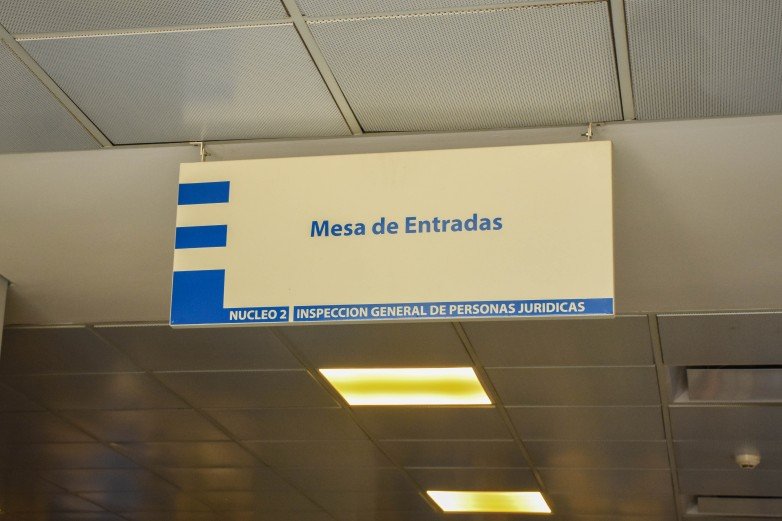 Mesa de Entradas
NUCLEO 2 | INSPECCION GENERAL DE PERSONAS JURIDICAS